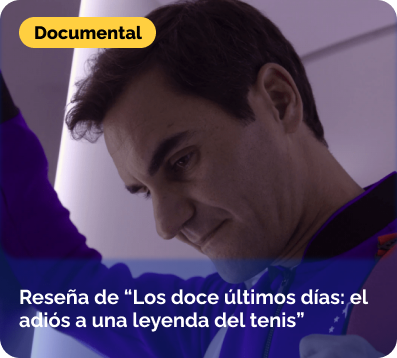 Documental
Reseña de “Los doce últimos días: el
adiós a una leyenda del tenis”